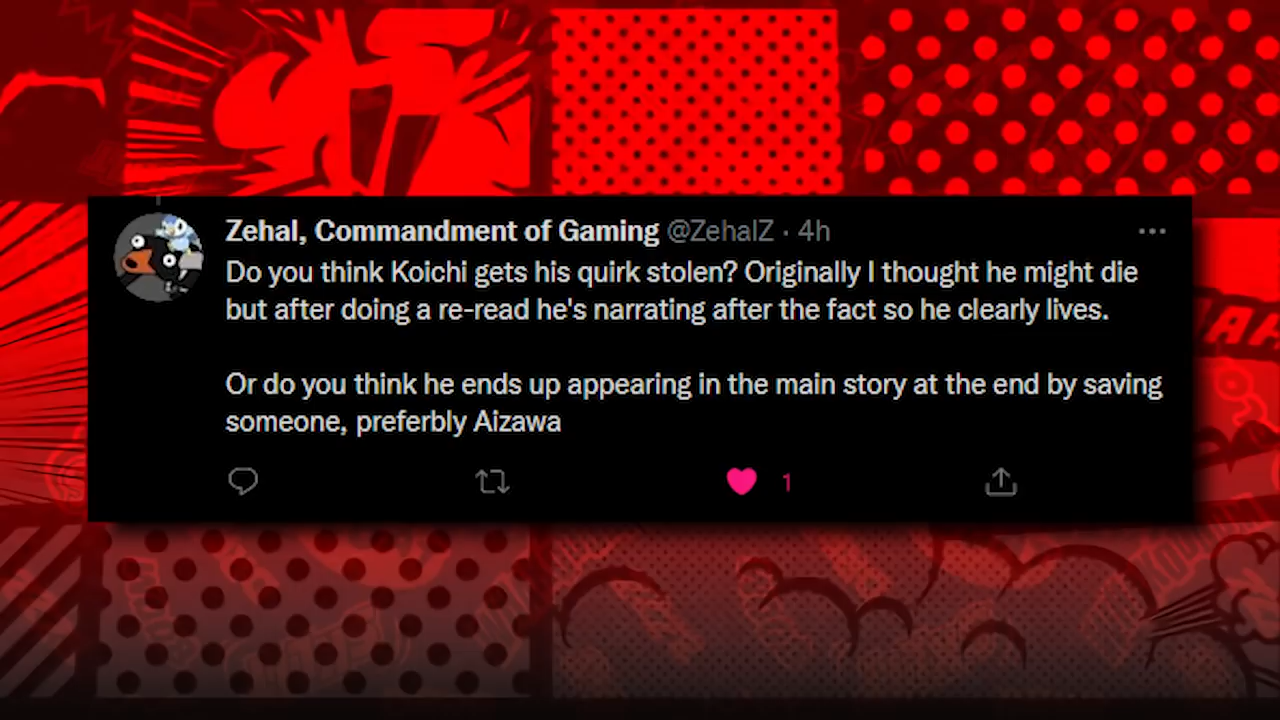 Zehal, Commandment of Gaming @ZehalZ · 4h
Do you think Koichi gets his quirk stolen? Originally I thought he might die
but after doing a re-read he's narrating after the fact so he clearly lives.
Or do you think he ends up appearing in the main story at the end by saving
someone, preferbly Aizawa
1